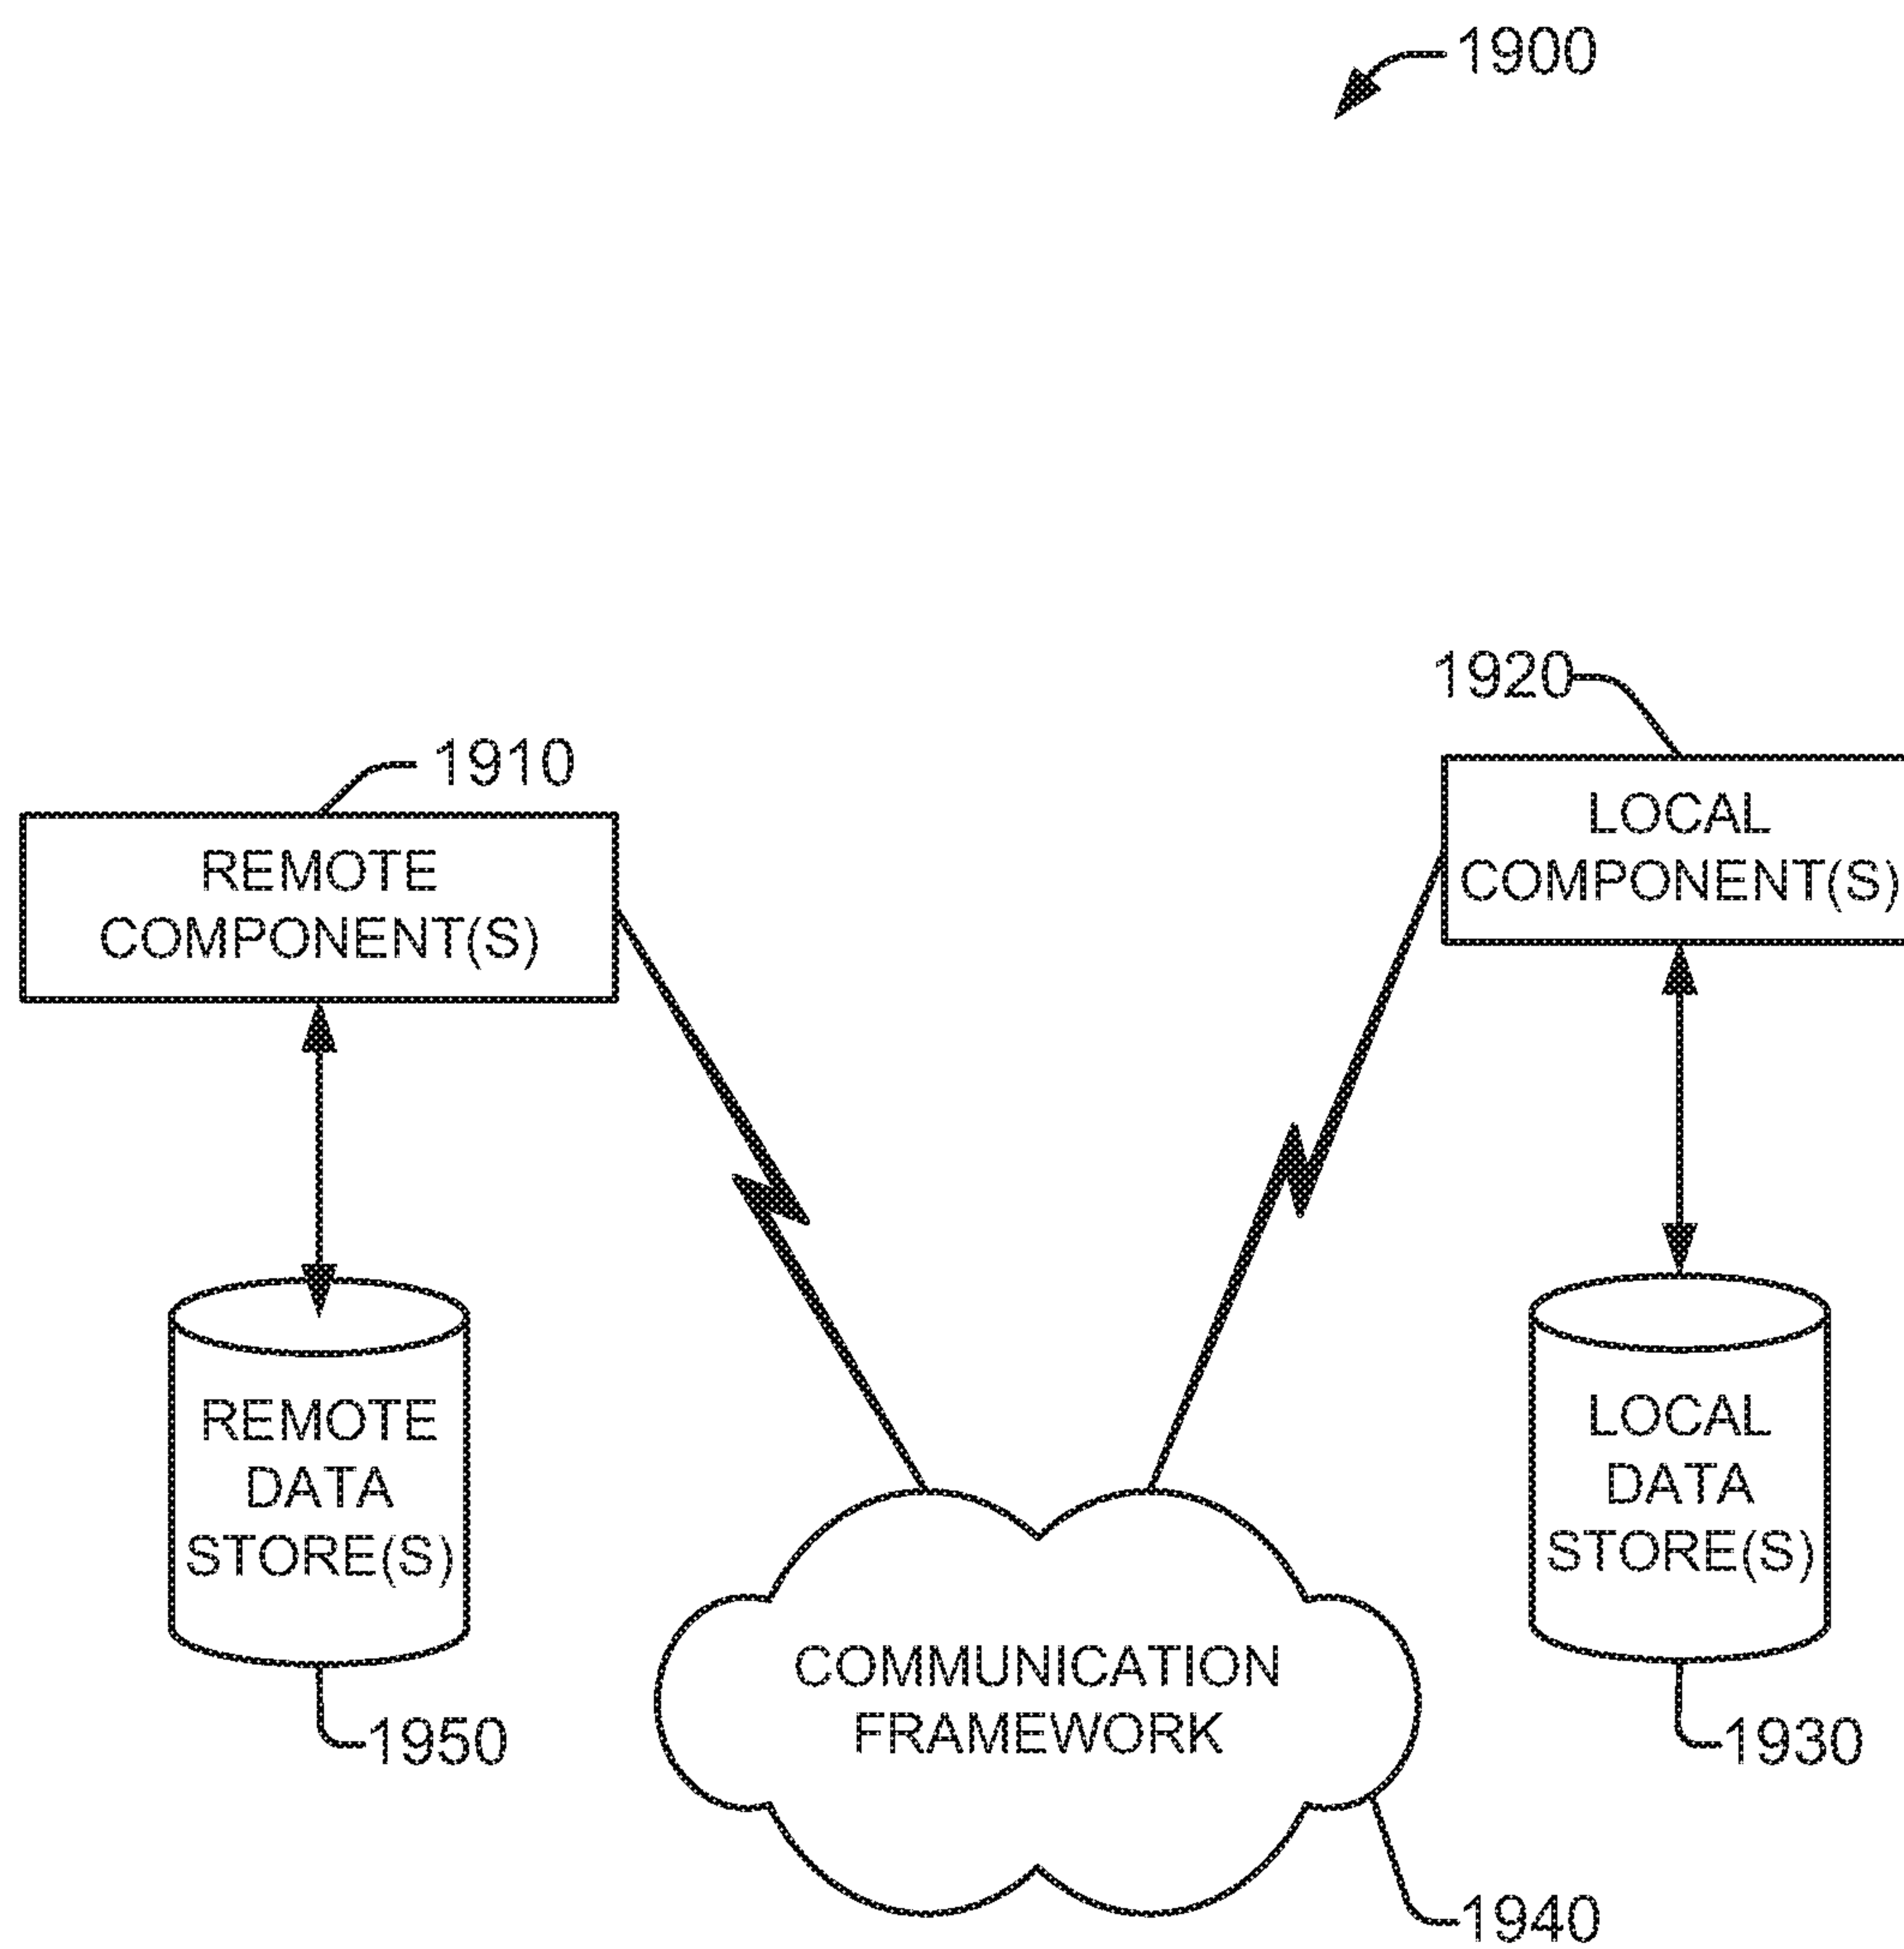 1900
1920
1910
LOCAL
COMPONENT(S)
REMOTE
COMPONENT(S)
REMOTE
DATA
STORE(S)
LOCAL
DATA
STORE(S)
COMMUNICATION
FRAMEWORK
1950
1930
1940